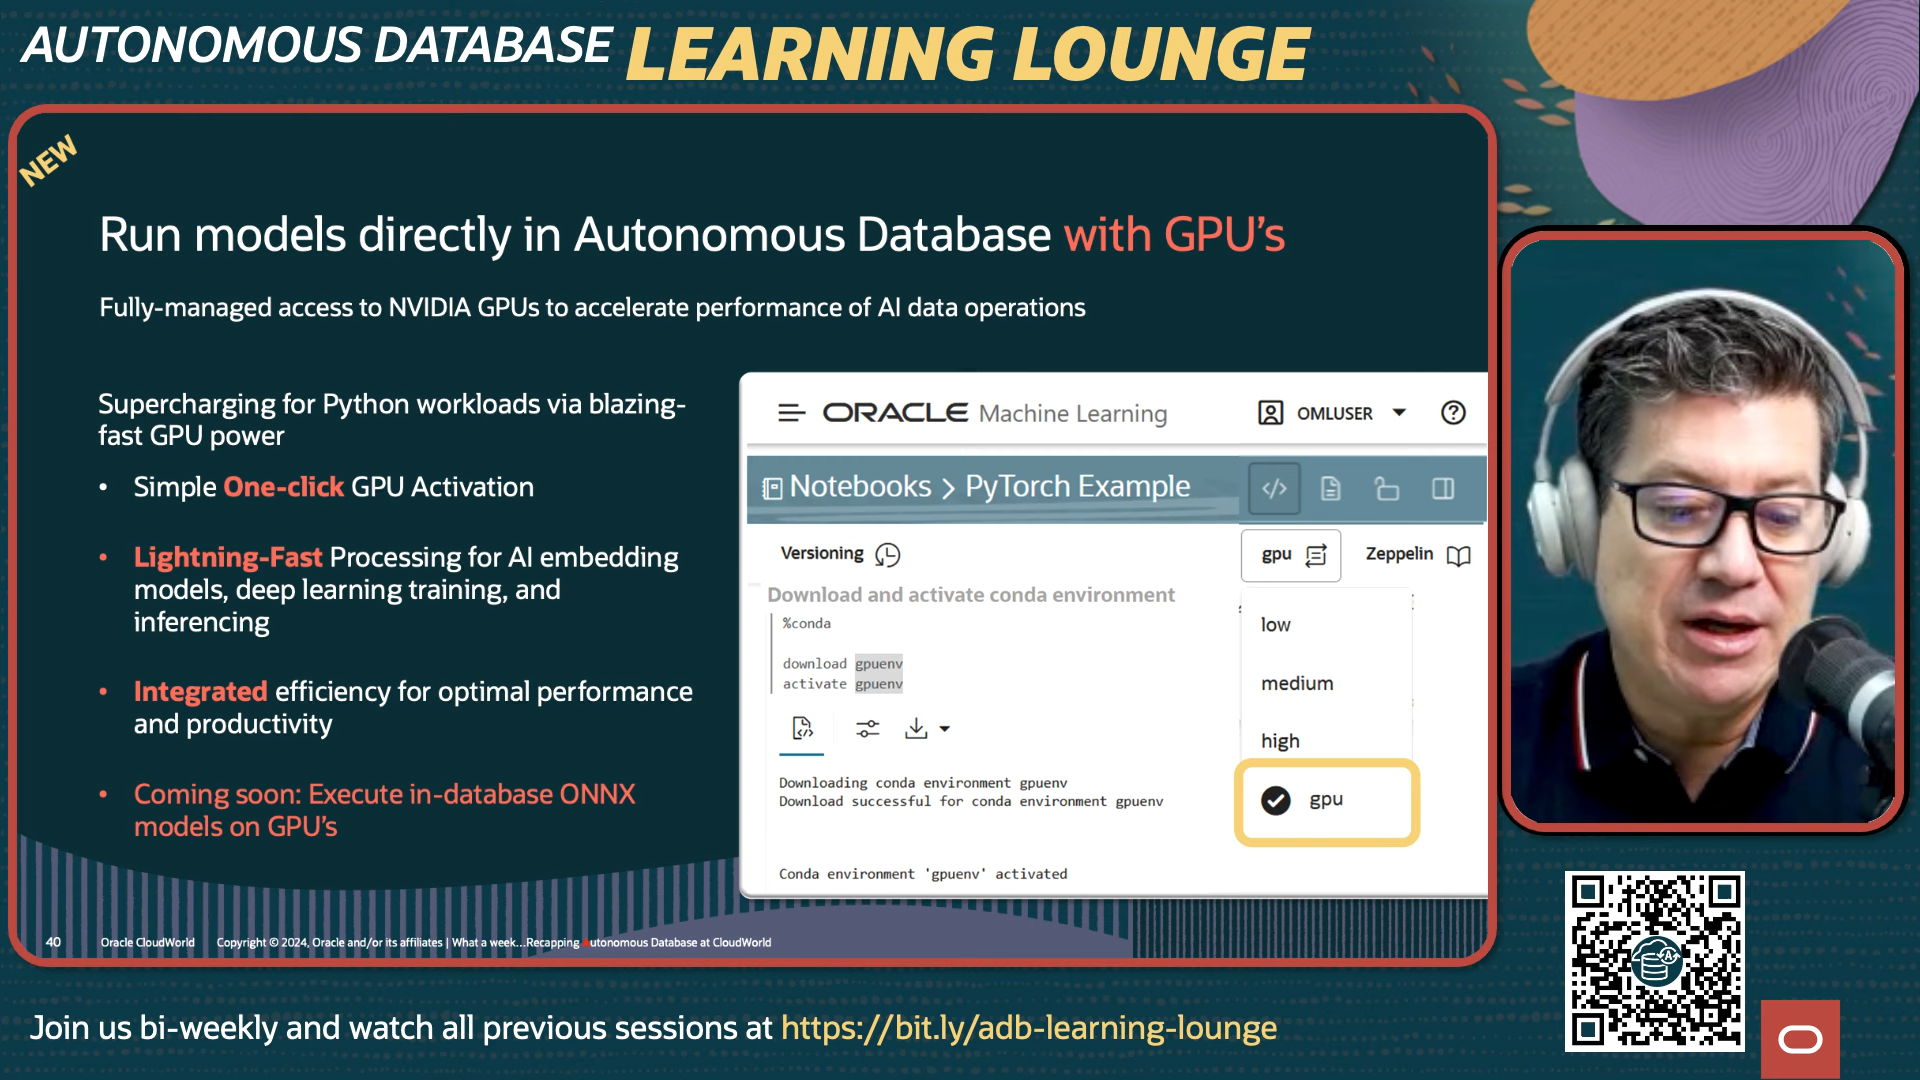 AUTONOMOUS DATABASE LEARNING LOUNGE
NEW
Run models directly in Autonomous Database with GPU's
Fully-managed access to NVIDIA GPUs to accelerate performance of AI data operations
Supercharging for Python workloads via blazing-
fast GPU power
• Simple One-click GPU Activation
• Lightning-Fast Processing for AI embedding
models, deep learning training, and
inferencing
• Integrated efficiency for optimal performance
and productivity
• Coming soon: Execute in-database ONNX
models on GPU's
ORACLE Machine Learning
OMLUSER
Notebooks > PyTorch Example
Versioning
gpu
Zeppelin
Download and activate conda environment
%conda
download gpuenv
activate gpuenv
low
medium
high
gpu
Downloading conda environment gpuenv
Download successful for conda environment gpuenv
Conda environment 'gpuenv' activated
40 Oracle CloudWorld Copyright © 2024, Oracle and/or its affiliates | What a week...Recapping Autonomous Database at CloudWorld
Join us bi-weekly and watch all previous sessions at https://bit.ly/adb-learning-lounge